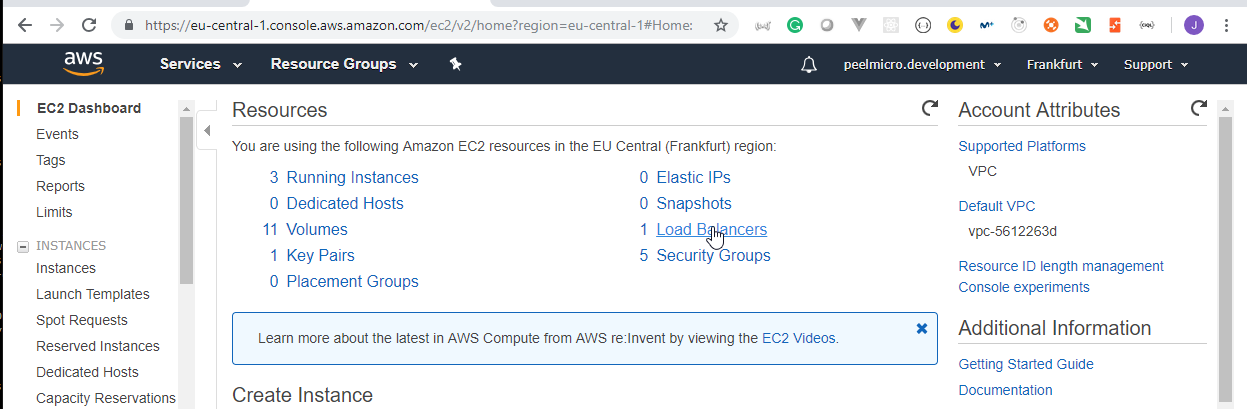 https://eu-central-1.console.aws.amazon.com/ec2/v2/home?region=eu-central-1#Home:
J
aws Services Resource Groups peelmicro.development Frankfurt Support
EC2 Dashboard
Events
Tags
Reports
Limits
INSTANCES
Instances
Launch Templates
Spot Requests
Reserved Instances
Dedicated Hosts
Capacity Reservations
Resources
You are using the following Amazon EC2 resources in the EU Central (Frankfurt) region:
3 Running Instances
0 Dedicated Hosts
11 Volumes
1 Key Pairs
0 Placement Groups
0 Elastic IPs
0 Snapshots
1 Load Balancers
5 Security Groups
Learn more about the latest in AWS Compute from AWS re:Invent by viewing the EC2 Videos.
Create Instance
Account Attributes
Supported Platforms
VPC
Default VPC
vpc-5612263d
Resource ID length management
Console experiments
Additional Information
Getting Started Guide
Documentation